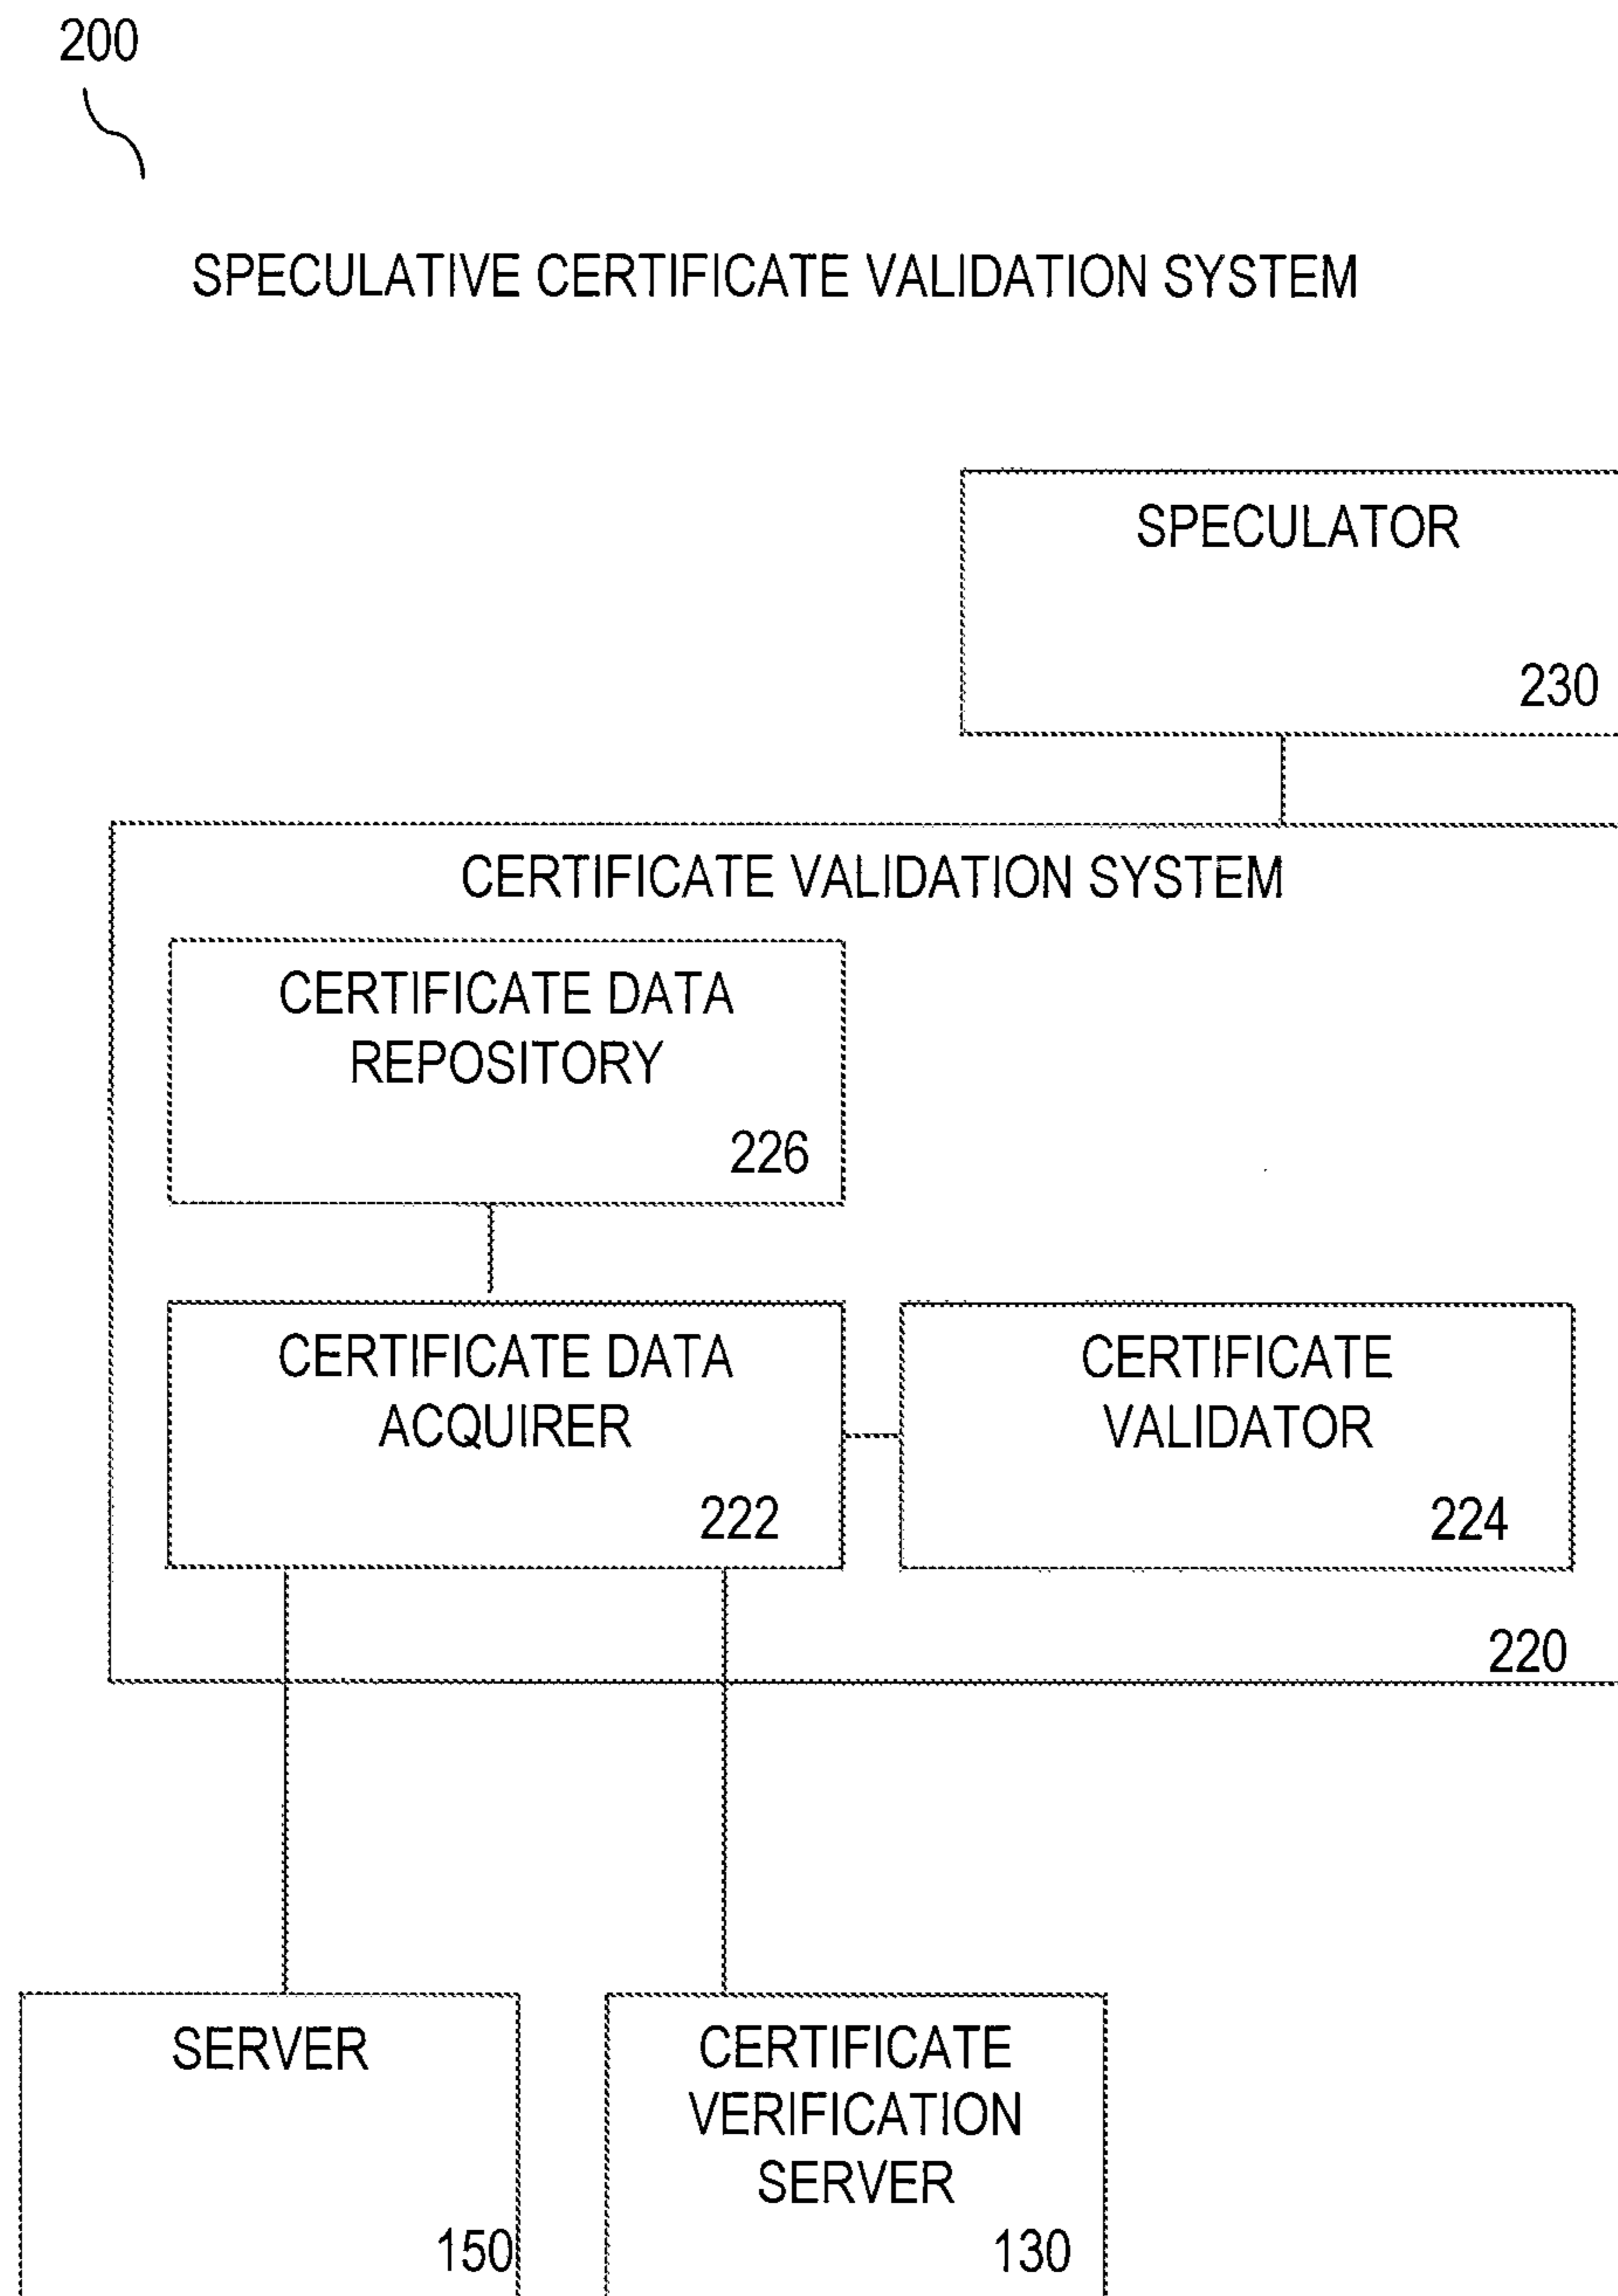 200
SPECULATIVE CERTIFICATE VALIDATION SYSTEM
SPECULATOR
230
CERTIFICATE VALIDATION SYSTEM
CERTIFICATE DATA
REPOSITORY
226
CERTIFICATE DATA
ACQUIRER
222
CERTIFICATE
VALIDATOR
224
220
SERVER
150
CERTIFICATE
VERIFICATION
SERVER
130